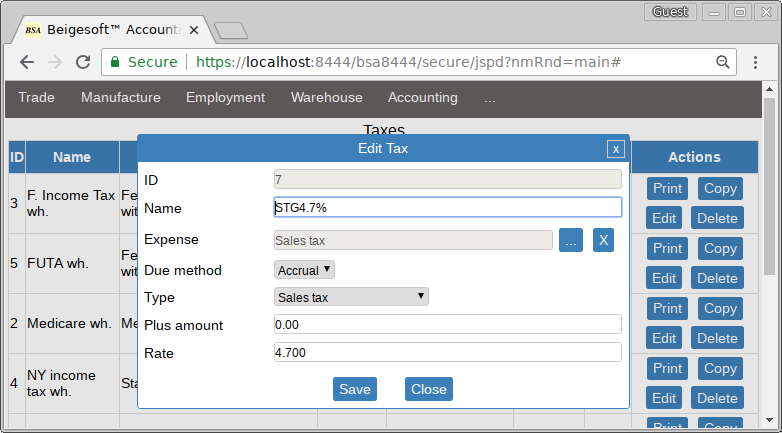 Guest
BSA Beigesoft™ Accounti
Secure https://localhost:8444/bsa8444/secure/jspd?nmRnd=main#
Trade Manufacture Employment Warehouse Accounting ...
Taxes
ID Name Actions
Edit Tax x
ID 7
Name STG4.7%
Expense Sales tax ... X
Due method Accrual
Type Sales tax
Plus amount 0.00
Rate 4.700
Save Close
3 F. Income Tax wh. Fe wit Print Copy
Edit Delete
5 FUTA wh. Fe wit Print Copy
Edit Delete
2 Medicare wh. Me Print Copy
Edit Delete
4 NY income tax wh. Sta Print Copy
Edit Delete
Print Copy